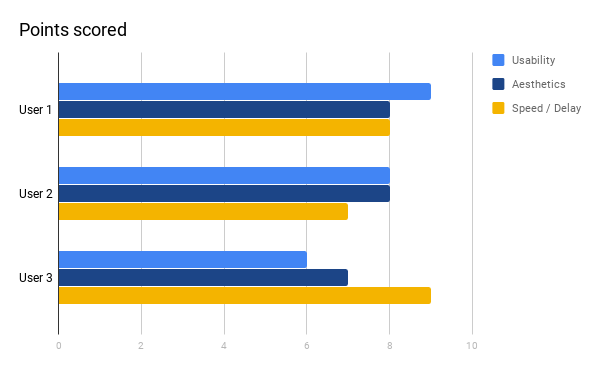 Points scored
Usability
Aesthetics
Speed / Delay
User 1
User 2
User 3
0 2 4 6 8 10